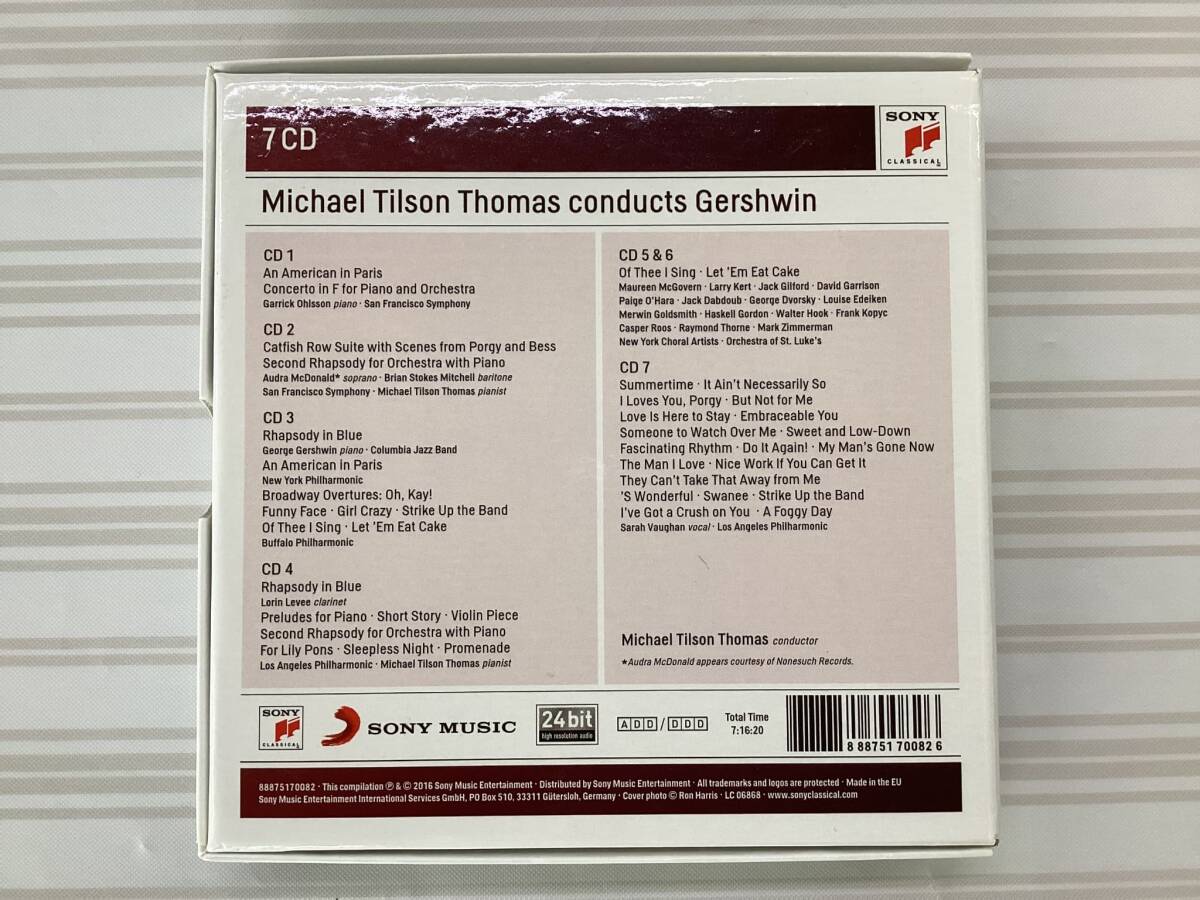 7 CD
SONY
CLASSICAL
Michael Tilson Thomas conducts Gershwin
CD 1
An American in Paris
Concerto in F for Piano and Orchestra
Garrick Ohlsson piano · San Francisco Symphony
CD 2
Catfish Row Suite with Scenes from Porgy and Bess
Second Rhapsody for Orchestra with Piano
Audra McDonald* soprano · Brian Stokes Mitchell baritone
San Francisco Symphony · Michael Tilson Thomas pianist
CD 3
Rhapsody in Blue
George Gershwin piano · Columbia Jazz Band
An American in Paris
New York Philharmonic
Broadway Overtures: Oh, Kay!
Funny Face · Girl Crazy · Strike Up the Band
Of Thee I Sing · Let 'Em Eat Cake
Buffalo Philharmonic
CD 4
Rhapsody in Blue
Lorin Levee clarinet
Preludes for Piano · Short Story · Violin Piece
Second Rhapsody for Orchestra with Piano
For Lily Pons · Sleepless Night · Promenade
Los Angeles Philharmonic · Michael Tilson Thomas pianist
CD 5 & 6
Of Thee I Sing · Let 'Em Eat Cake
Maureen McGovern · Larry Kert · Jack Gilford · David Garrison
Paige O'Hara · Jack Dabdoub · George Dvorsky · Louise Edeiken
Merwin Goldsmith · Haskell Gordon · Walter Hook · Frank Kopyc
Casper Roos · Raymond Thorne · Mark Zimmerman
New York Choral Artists · Orchestra of St. Luke's
CD 7
Summertime · It Ain't Necessarily So
I Loves You, Porgy · But Not for Me
Love Is Here to Stay · Embraceable You
Someone to Watch Over Me · Sweet and Low-Down
Fascinating Rhythm · Do It Again! · My Man's Gone Now
The Man I Love · Nice Work If You Can Get It
They Can't Take That Away from Me
'S Wonderful · Swanee · Strike Up the Band
I've Got a Crush on You · A Foggy Day
Sarah Vaughan vocal · Los Angeles Philharmonic
Michael Tilson Thomas conductor
*Audra McDonald appears courtesy of Nonesuch Records.
SONY
CLASSICAL
SONY MUSIC
24 bit
high resolution audio
ADD / DDD
Total Time
7:16:20
8 88751 70082 6
88875170082 · This compilation ℗ & © 2016 Sony Music Entertainment · Distributed by Sony Music Entertainment · All trademarks and logos are protected · Made in the EU
Sony Music Entertainment International Services GmbH, PO Box 510, 33311 Gütersloh, Germany · Cover photo © Ron Harris · LC 06868 · www.sonyclassical.com